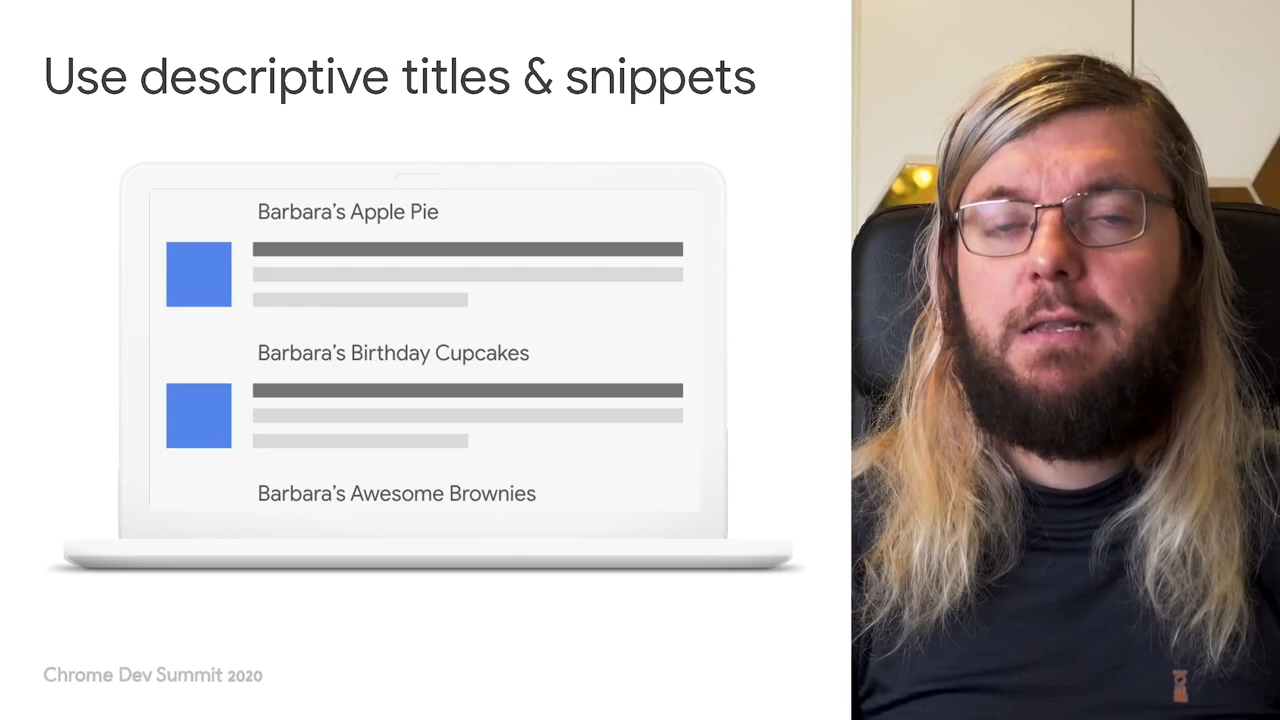 Use descriptive titles & snippets
Barbara's Apple Pie
Barbara's Birthday Cupcakes
Barbara's Awesome Brownies
Chrome Dev Summit 2020